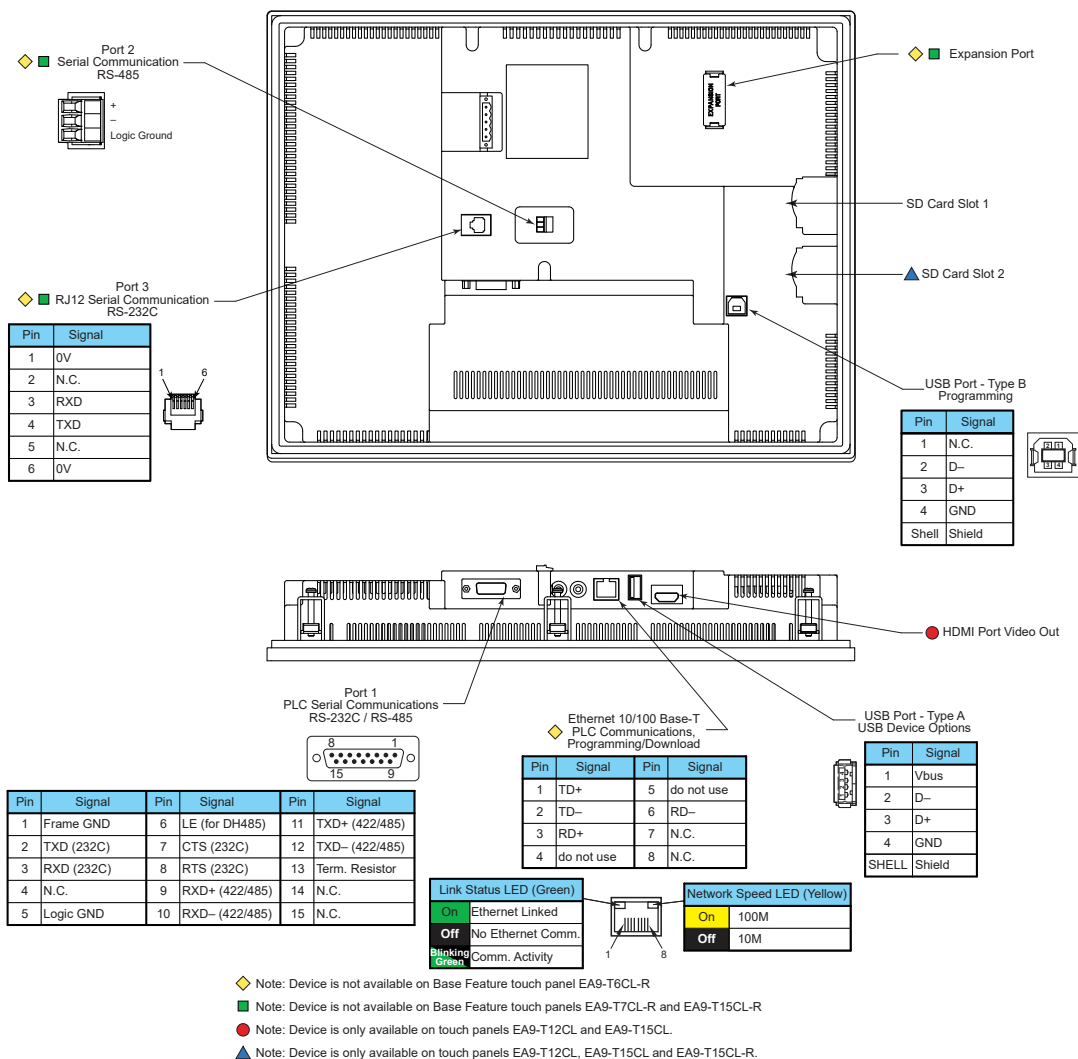 Port 2
Serial Communication
RS-485
+
–
Logic Ground
EXPANSION
PORT
Expansion Port
SD Card Slot 1
SD Card Slot 2
Port 3
RJ12 Serial Communication
RS-232C
Pin Signal
1 0V
2 N.C.
3 RXD
4 TXD
5 N.C.
6 0V
1 6
USB Port - Type B
Programming
Pin Signal
1 N.C.
2 D–
3 D+
4 GND
Shell Shield
2 1
3 4
HDMI Port Video Out
Port 1
PLC Serial Communications
RS-232C / RS-485
8 1
15 9
Pin Signal Pin Signal Pin Signal
1 Frame GND 6 LE (for DH485) 11 TXD+ (422/485)
2 TXD (232C) 7 CTS (232C) 12 TXD– (422/485)
3 RXD (232C) 8 RTS (232C) 13 Term. Resistor
4 N.C. 9 RXD+ (422/485) 14 N.C.
5 Logic GND 10 RXD– (422/485) 15 N.C.
Ethernet 10/100 Base-T
PLC Communications,
Programming/Download
Pin Signal Pin Signal
1 TD+ 5 do not use
2 TD– 6 RD–
3 RD+ 7 N.C.
4 do not use 8 N.C.
USB Port - Type A
USB Device Options
Pin Signal
1 Vbus
2 D–
3 D+
4 GND
SHELL Shield
Link Status LED (Green)
On Ethernet Linked
Off No Ethernet Comm.
Blinking
Green Comm. Activity
1 8
Network Speed LED (Yellow)
On 100M
Off 10M
Note: Device is not available on Base Feature touch panel EA9-T6CL-R
Note: Device is not available on Base Feature touch panels EA9-T7CL-R and EA9-T15CL-R
Note: Device is only available on touch panels EA9-T12CL and EA9-T15CL.
Note: Device is only available on touch panels EA9-T12CL, EA9-T15CL and EA9-T15CL-R.